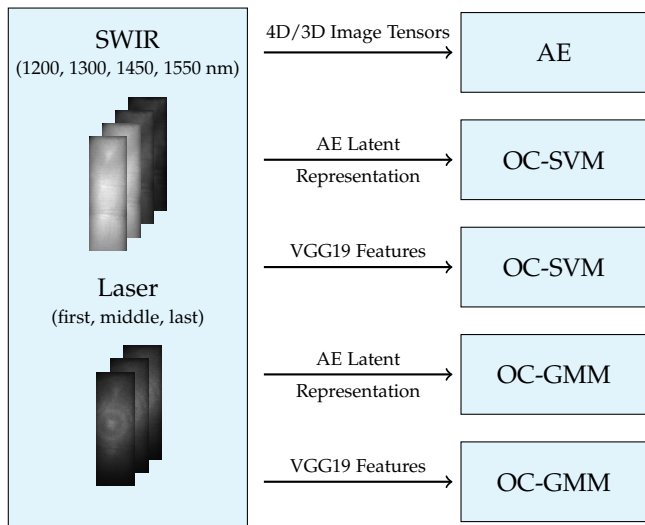 SWIR
(1200, 1300, 1450, 1550 nm)
Laser
(first, middle, last)
4D/3D Image Tensors
AE
AE Latent
Representation
OC-SVM
VGG19 Features
OC-SVM
AE Latent
Representation
OC-GMM
VGG19 Features
OC-GMM